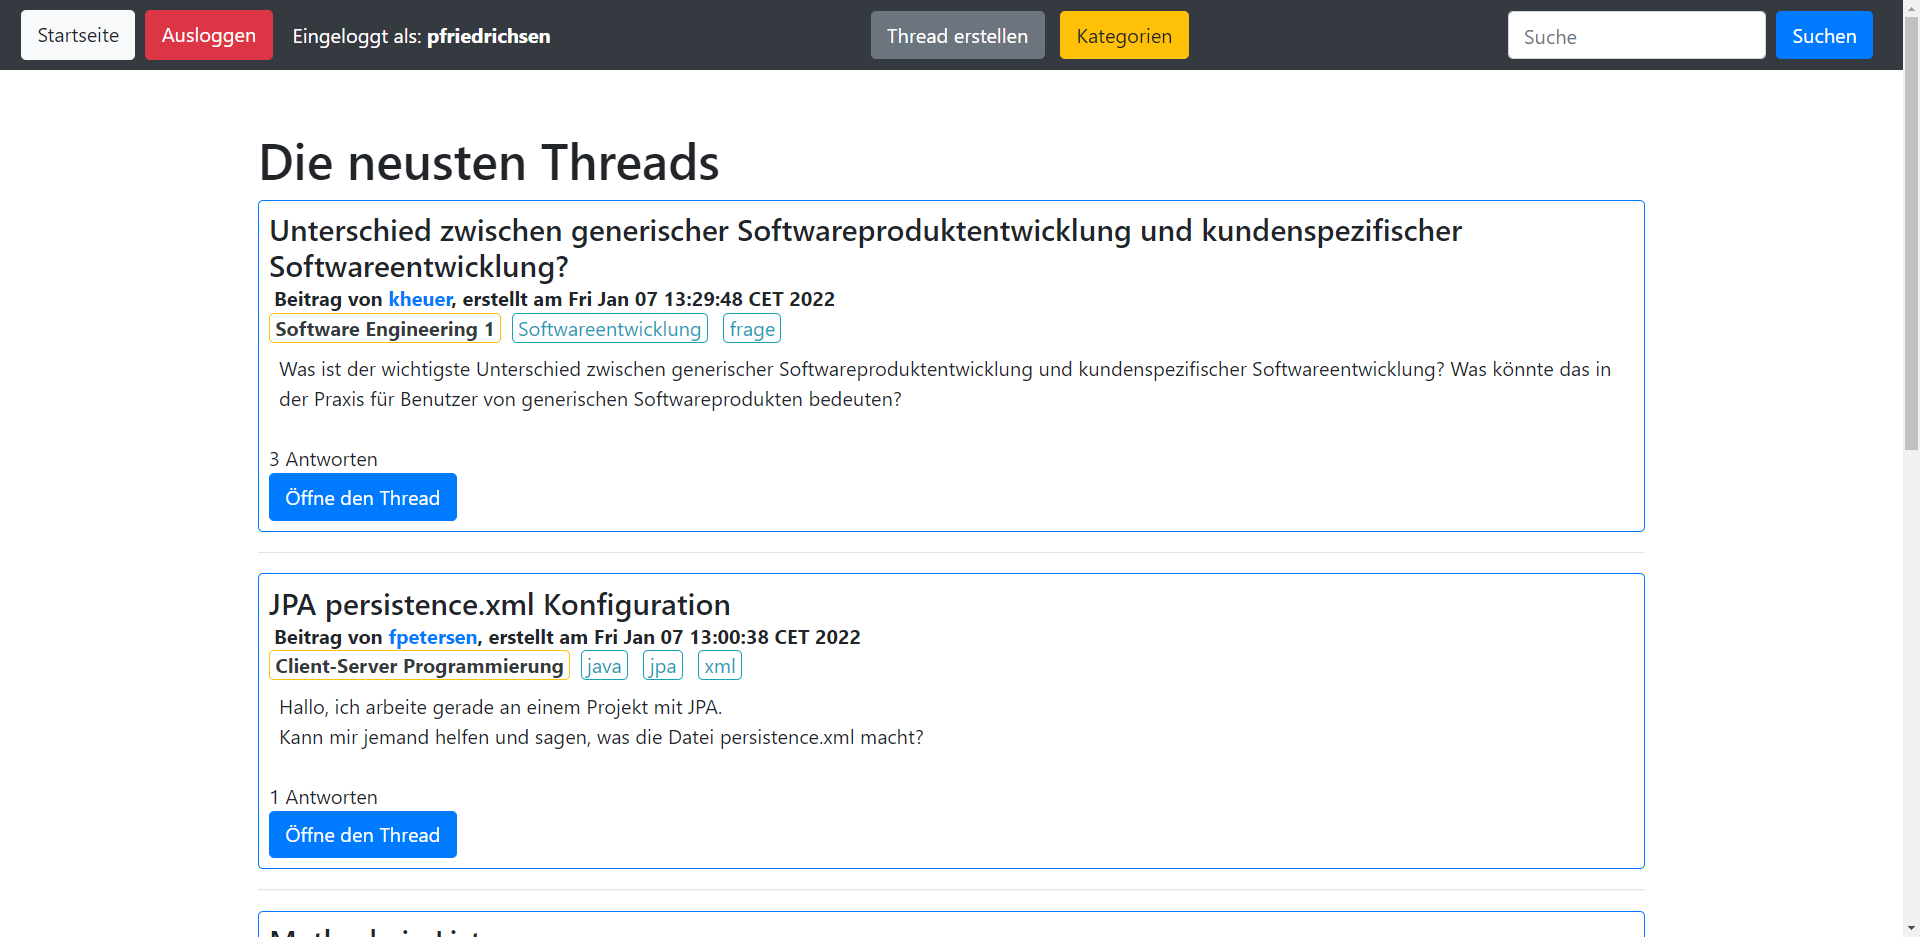 Startseite Ausloggen Eingeloggt als: pfriedrichsen Thread erstellen Kategorien Suche Suchen
Die neusten Threads
Unterschied zwischen generischer Softwareproduktentwicklung und kundenspezifischer
Softwareentwicklung?
Beitrag von kheuer, erstellt am Fri Jan 07 13:29:48 CET 2022
Software Engineering 1 Softwareentwicklung frage
Was ist der wichtigste Unterschied zwischen generischer Softwareproduktentwicklung und kundenspezifischer Softwareentwicklung? Was könnte das in
der Praxis für Benutzer von generischen Softwareprodukten bedeuten?
3 Antworten
Öffne den Thread
JPA persistence.xml Konfiguration
Beitrag von fpetersen, erstellt am Fri Jan 07 13:00:38 CET 2022
Client-Server Programmierung java jpa xml
Hallo, ich arbeite gerade an einem Projekt mit JPA.
Kann mir jemand helfen und sagen, was die Datei persistence.xml macht?
1 Antworten
Öffne den Thread